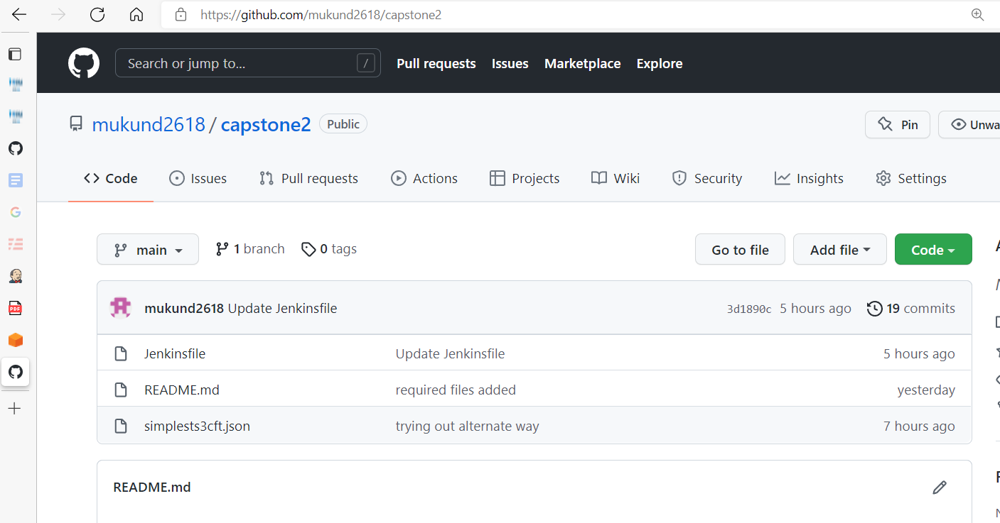 https://github.com/mukund2618/capstone2
Search or jump to... /
Pull requests Issues Marketplace Explore
mukund2618 / capstone2 Public
Pin
Unwa
Code Issues Pull requests Actions Projects Wiki Security Insights Settings
main 1 branch 0 tags Go to file Add file Code
mukund2618 Update Jenkinsfile 3d1890c 5 hours ago 19 commits
Jenkinsfile Update Jenkinsfile 5 hours ago
README.md required files added yesterday
simplests3cft.json trying out alternate way 7 hours ago
README.md
PDF